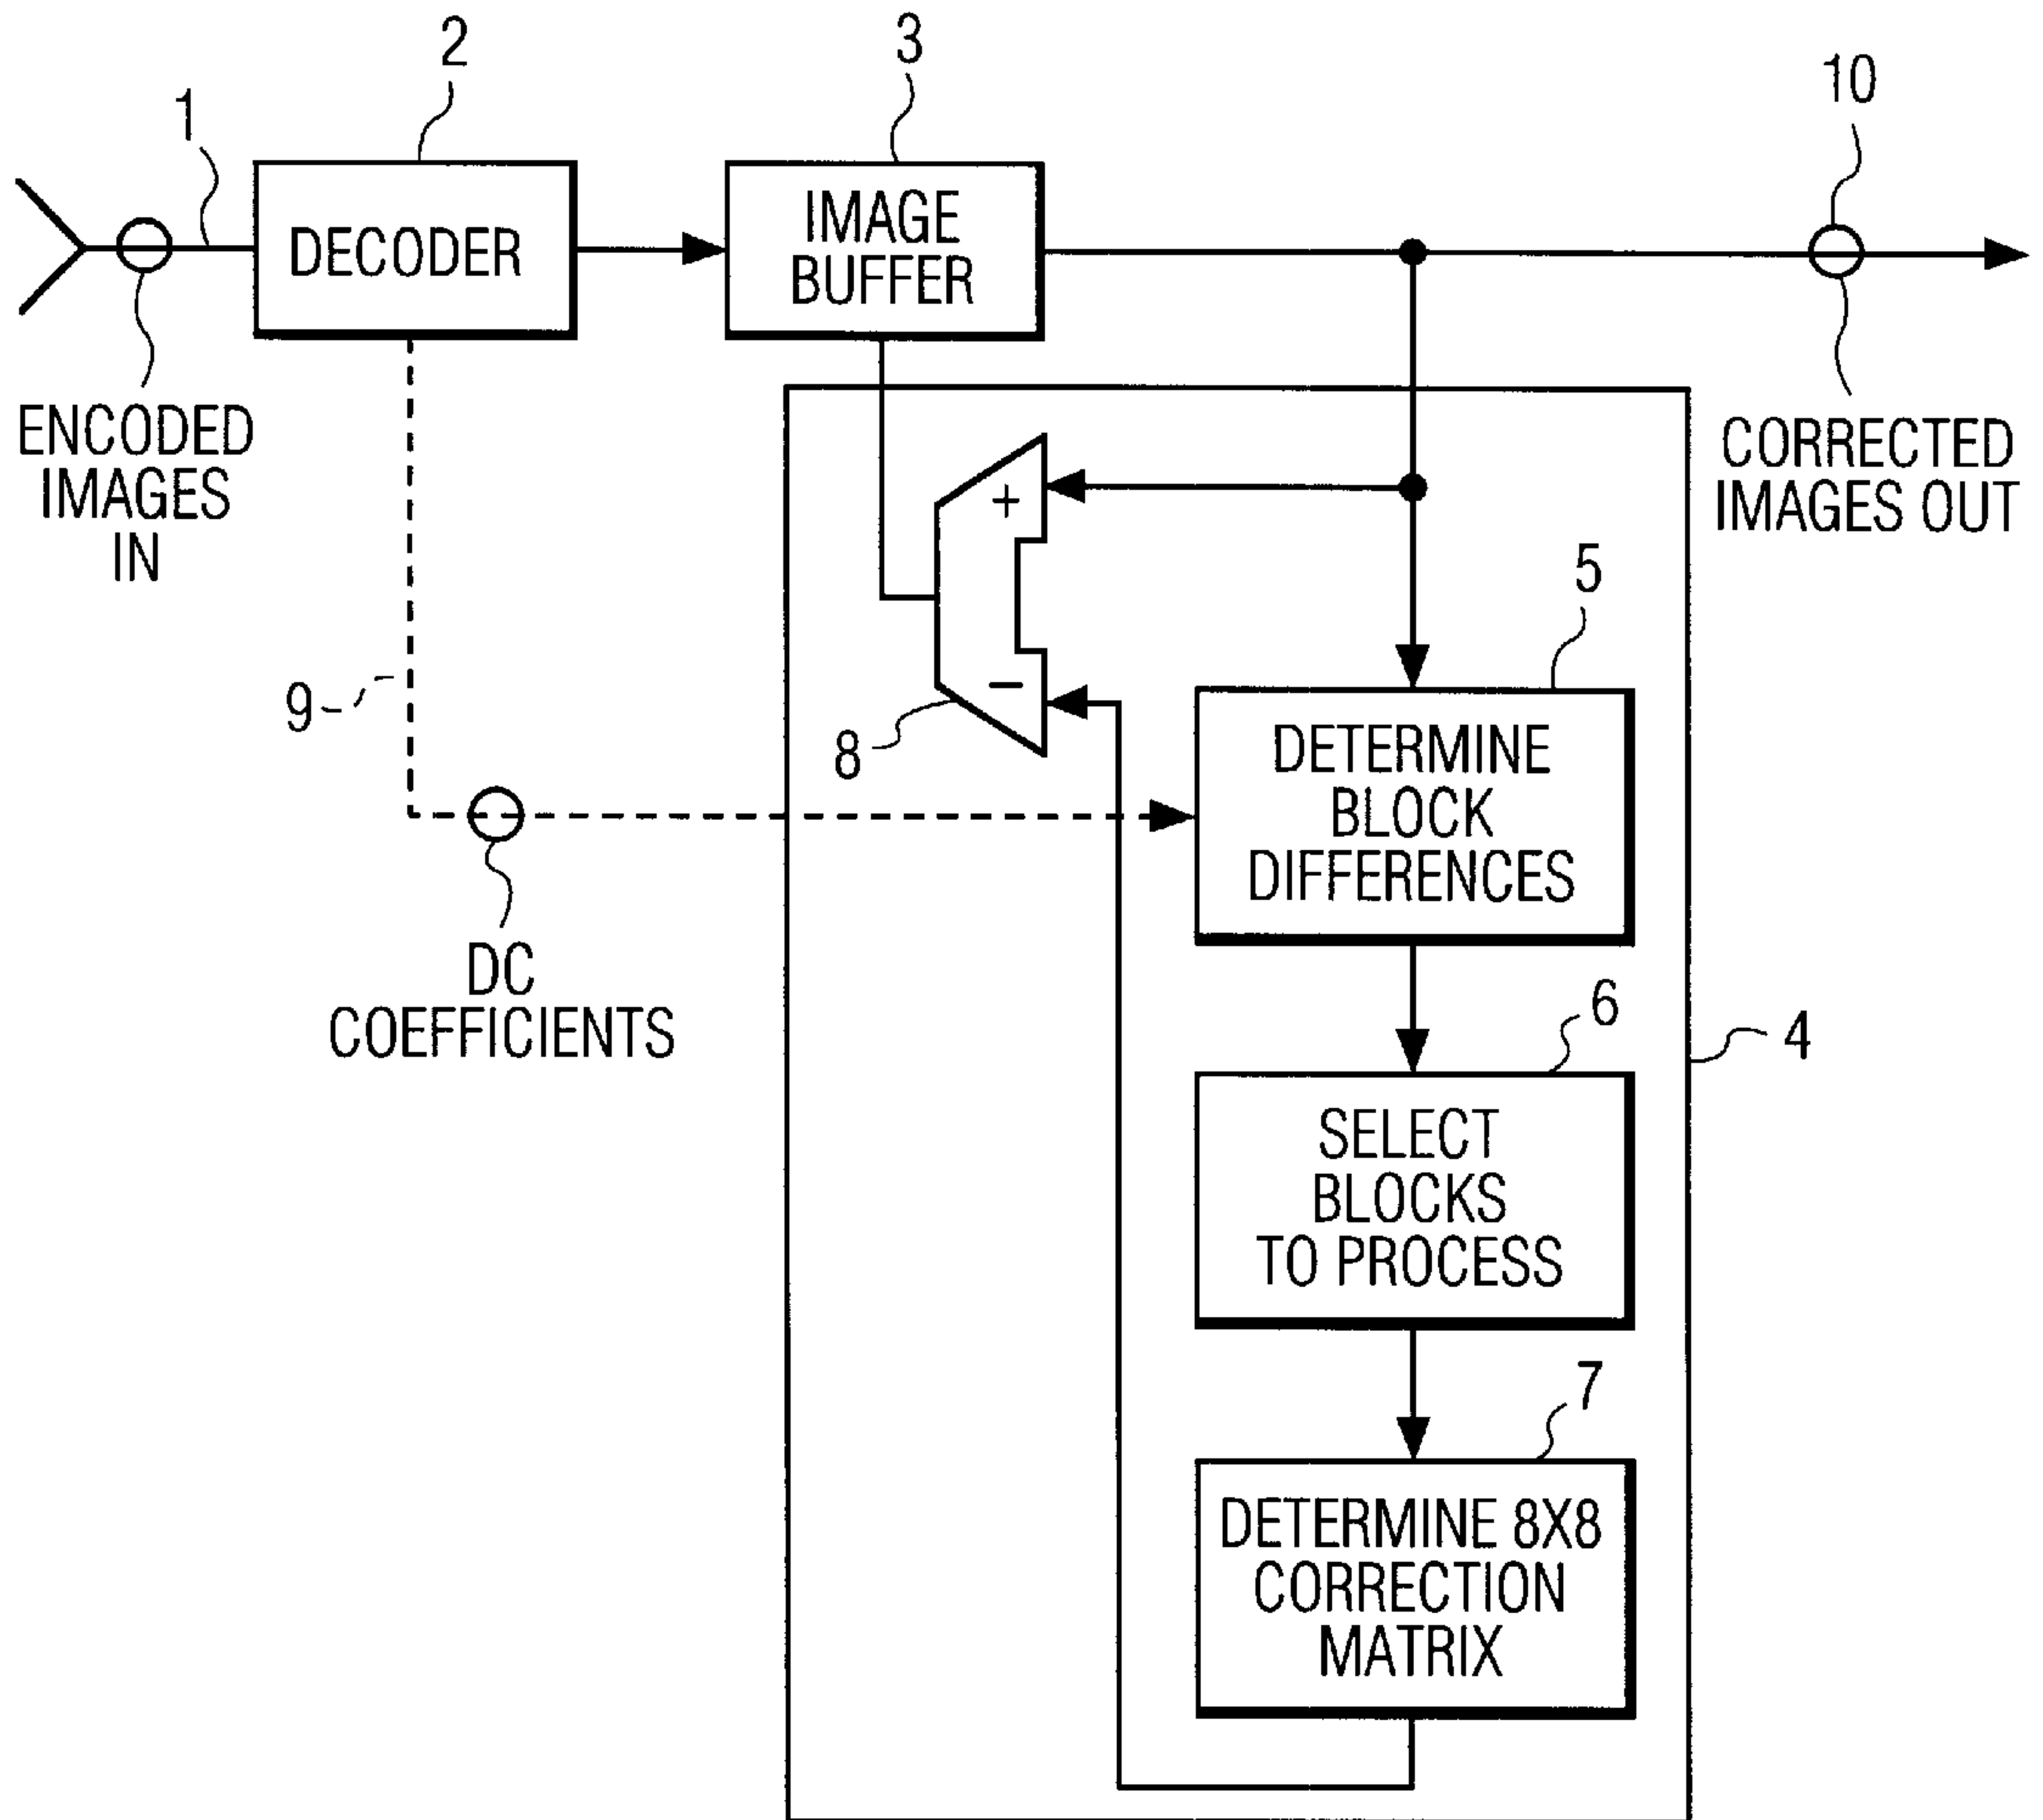 2
3
10
1
DECODER
IMAGE
BUFFER
ENCODED
IMAGES
IN
CORRECTED
IMAGES OUT
+
−
5
9
8
DETERMINE
BLOCK
DIFFERENCES
DC
COEFFICIENTS
6
4
SELECT
BLOCKS
TO PROCESS
7
DETERMINE 8X8
CORRECTION
MATRIX